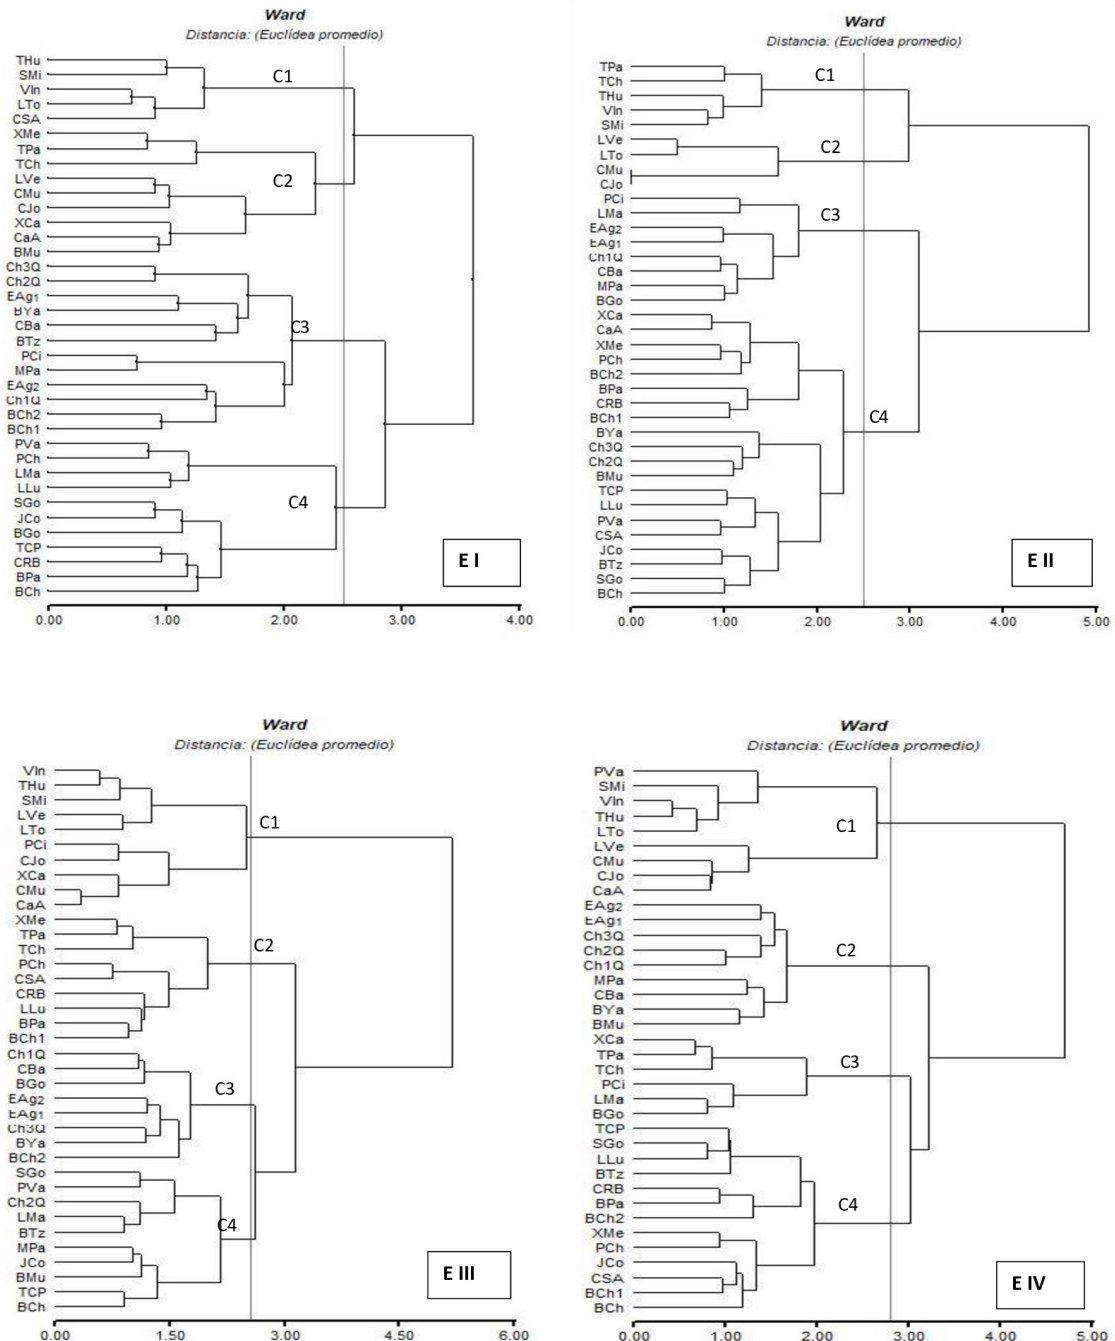 Ward
Distancia: (Euclídea promedio)
THu
SMi
VIn
LTo
CSA
XMe
TPa
TCh
LVe
CMu
CJo
XCa
CaA
BMu
Ch3Q
Ch2Q
EAg1
BYa
CBa
BTz
PCi
MPa
EAg2
Ch1Q
BCh2
BCh1
PVa
PCh
LMa
LLu
SGo
JCo
BGo
TCP
CRB
BPa
BCh
C1
C2
C3
C4
E I
0.00 1.00 2.00 3.00 4.00
Ward
Distancia: (Euclídea promedio)
TPa
TCh
THu
VIn
SMi
LVe
LTo
CMu
CJo
PCi
LMa
EAg2
EAg1
Ch1Q
CBa
MPa
BGo
XCa
CaA
XMe
PCh
BCh2
BPa
CRB
BCh1
BYa
Ch3Q
Ch2Q
BMu
TCP
LLu
PVa
CSA
JCo
BTz
SGo
BCh
C1
C2
C3
C4
E II
0.00 1.00 2.00 3.00 4.00 5.00
Ward
Distancia: (Euclídea promedio)
VIn
THu
SMi
LVe
LTo
PCi
CJo
XCa
CMu
CaA
XMe
TPa
TCh
PCh
CSA
CRB
LLu
BPa
BCh1
Ch1Q
CBa
BGo
EAg2
EAg1
Ch3Q
BYa
BCh2
SGo
PVa
Ch2Q
LMa
BTz
MPa
JCo
BMu
TCP
BCh
C1
C2
C3
C4
E III
0.00 1.50 3.00 4.50 6.00
Ward
Distancia: (Euclídea promedio)
PVa
SMi
VIn
THu
LTo
LVe
CMu
CJo
CaA
EAg2
EAg1
Ch3Q
Ch2Q
Ch1Q
MPa
CBa
BYa
BMu
XCa
TPa
TCh
PCi
LMa
BGo
TCP
SGo
LLu
BTz
CRB
BPa
BCh2
XMe
PCh
JCo
CSA
BCh1
BCh
C1
C2
C3
C4
E IV
0.00 1.00 2.00 3.00 4.00 5.00